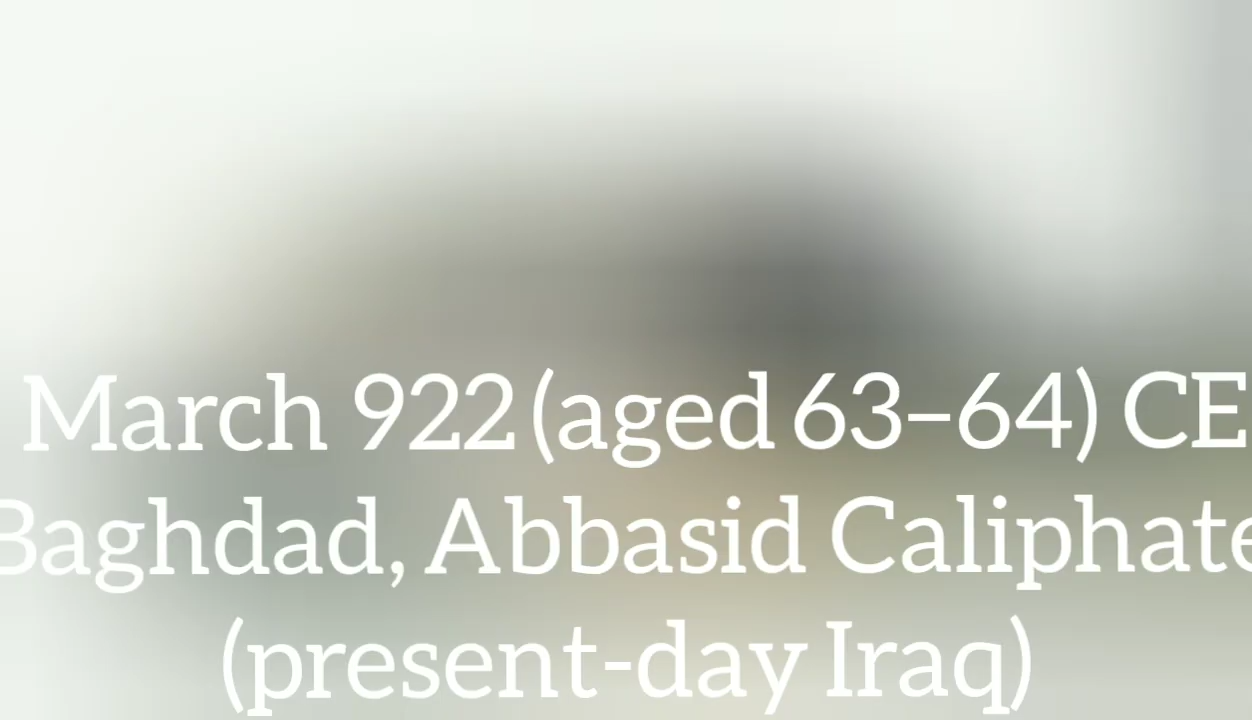 March 922 (aged 63–64) CE
Baghdad, Abbasid Caliphate
(present-day Iraq)